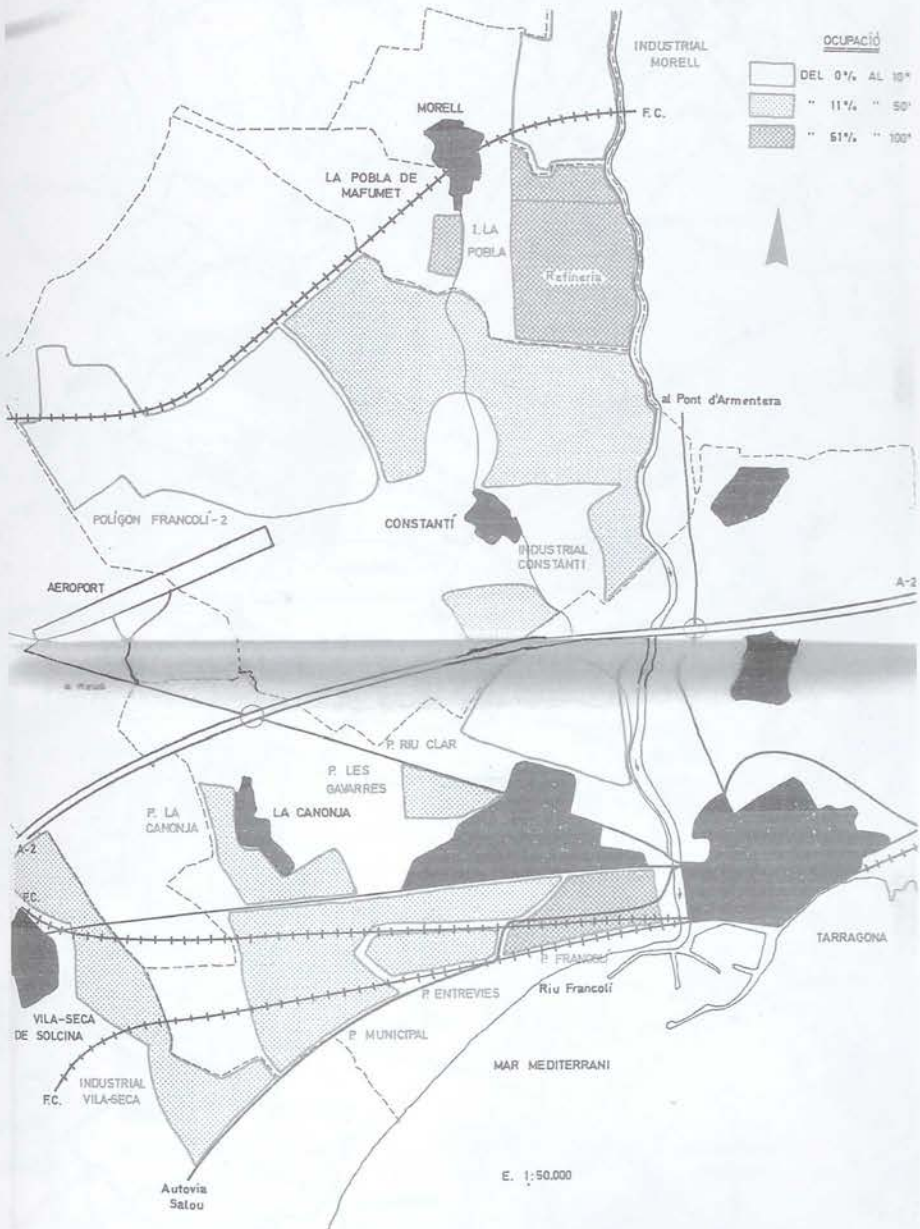 OCUPACIÓ
DEL 0% AL 10%
" 11% " 50%
" 51% " 100%
INDUSTRIAL
MORELL
MORELL
F.C.
LA POBLA DE
MAFUMET
I. LA
POBLA
Refinería
al Pont d'Armentera
POLÍGON FRANCOLÍ-2
CONSTANTÍ
INDUSTRIAL
CONSTANTÍ
AEROPORT
A-2
P. RIU CLAR
P. LES
GAVARRES
P. LA
CANONJA
LA CANONJA
A-2
F.C.
TARRAGONA
P. FRANCOLÍ
P. ENTREVIES
Riu Francolí
VILA-SECA
DE SOLCINA
P. MUNICIPAL
MAR MEDITERRANI
INDUSTRIAL
VILA-SECA
F.C.
E. 1:50.000
Autovia
Salou